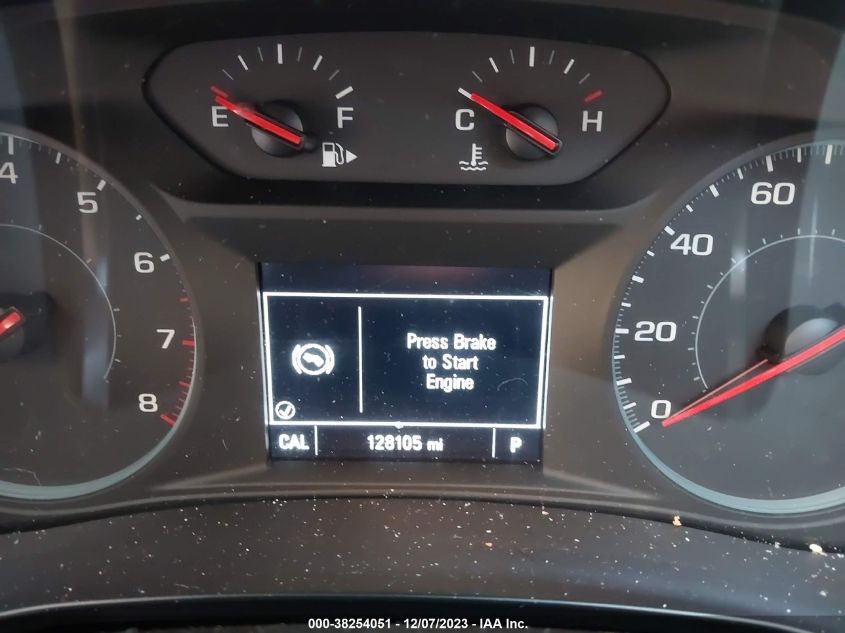 E F
C H
4
5
6
7
8
60
40
20
0
Press Brake
to Start
Engine
CAL 128105 mi P
000-38254051 - 12/07/2023 - IAA Inc.